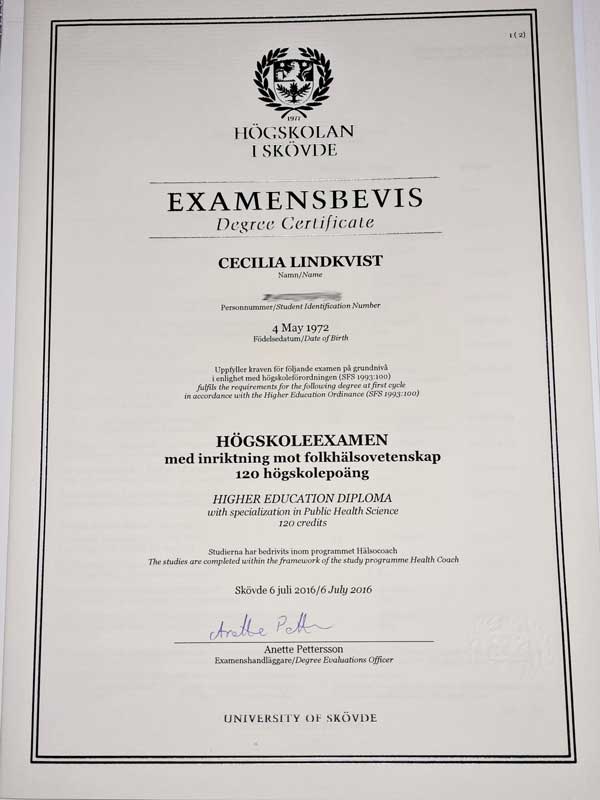 1 ( 2)
1977
HÖGSKOLAN
I SKÖVDE
EXAMENSBEVIS
Degree Certificate
CECILIA LINDKVIST
Namn/Name
Personnummer/Student Identification Number
4 May 1972
Födelsedatum/Date of Birth
Uppfyller kraven för följande examen på grundnivå
i enlighet med högskoleförordningen (SFS 1993:100)
fulfils the requirements for the following degree at first cycle
in accordance with the Higher Education Ordinance (SFS 1993:100)
HÖGSKOLEEXAMEN
med inriktning mot folkhälsovetenskap
120 högskolepoäng
HIGHER EDUCATION DIPLOMA
with specialization in Public Health Science
120 credits
Studierna har bedrivits inom programmet Hälsocoach
The studies are completed within the framework of the study programme Health Coach
Skövde 6 juli 2016/6 July 2016
Anette Pettersson
Examenshandläggare/Degree Evaluations Officer
UNIVERSITY OF SKÖVDE